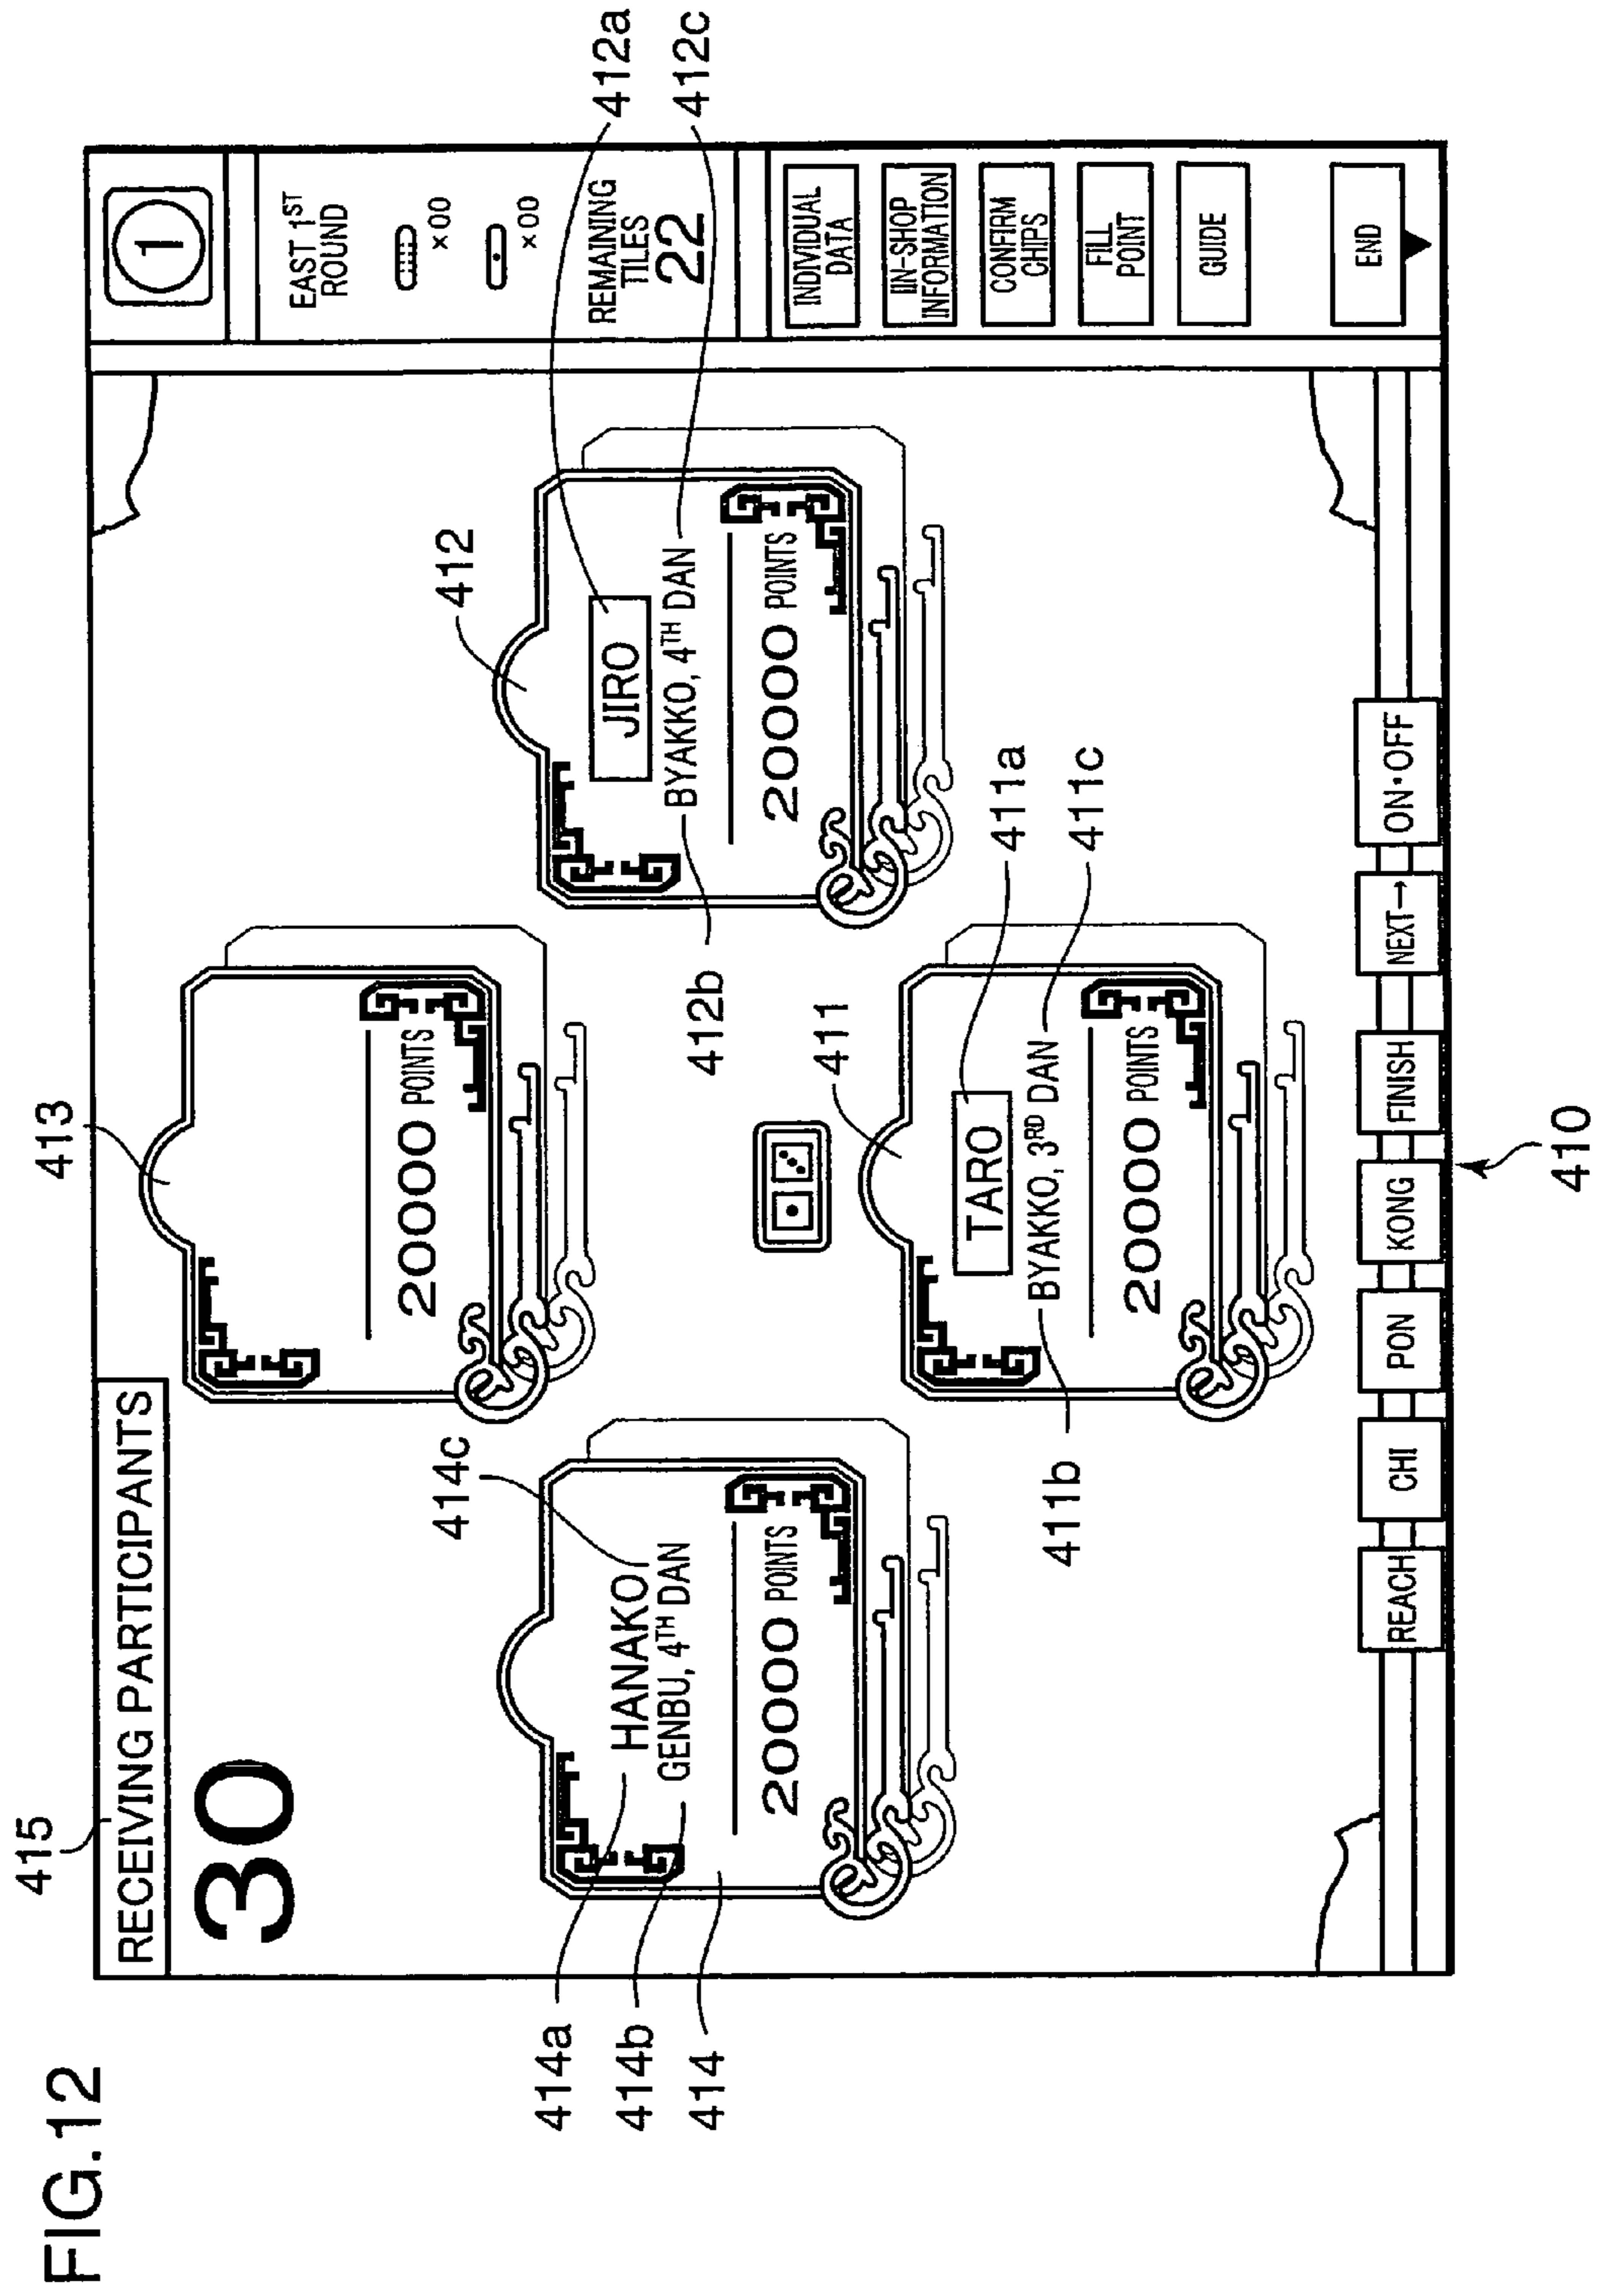 FIG.12
415
RECEIVING PARTICIPANTS
30
413
20000 POINTS
414a
414b
414
414c
HANAKO
GENBU, 4TH DAN
20000 POINTS
412
JIRO
BYAKKO, 4TH DAN
20000 POINTS
412a
412c
412b
411
TARO
BYAKKO, 3RD DAN
20000 POINTS
411a
411c
411b
1
EAST 1ST
ROUND
×00
×00
REMAINING
TILES
22
INDIVIDUAL
DATA
IIN-SHOP
INFORMATION
CONFIRM
CHIPS
FILL
POINT
GUIDE
END
REACH
CHI
PON
KONG
FINISH
NEXT→
ON·OFF
410